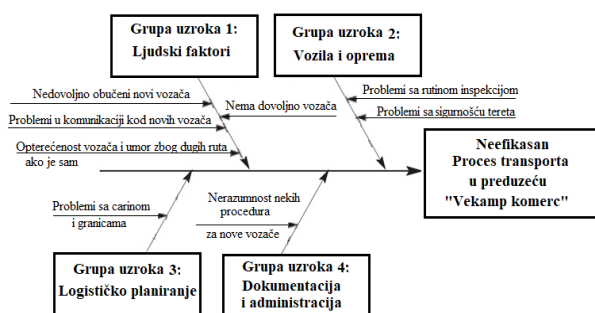 Grupa uzroka 1:
Ljudski faktori
Grupa uzroka 2:
Vozila i oprema
Nedovoljno obučeni novi vozača
Nema dovoljno vozača
Problemi u komunikaciji kod novih vozača
Opterećenost vozača i umor zbog dugih ruta
ako je sam
Problemi sa rutinom inspekcijom
Problemi sa sigurnošću tereta
Neefikasan
Proces transporta
u preduzeću
"Vekamp komerc"
Problemi sa carinom
i granicama
Nerazumnost nekih
procedura
za nove vozače
Grupa uzroka 3:
Logističko planiranje
Grupa uzroka 4:
Dokumentacija
i administracija